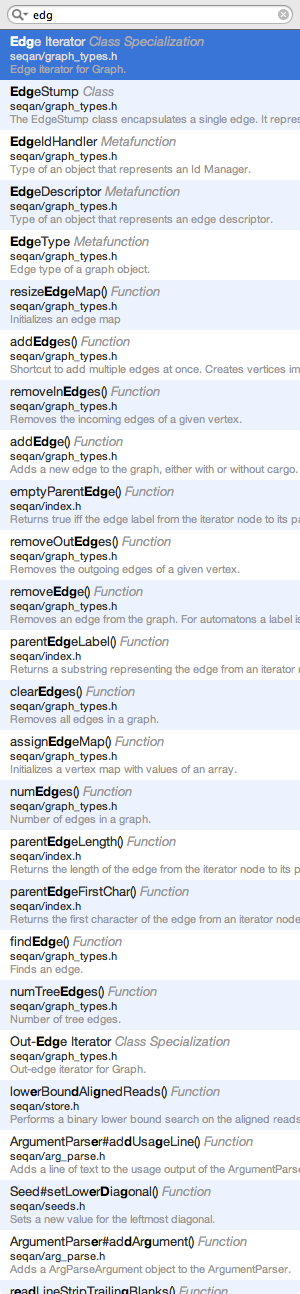 edg
Edge Iterator Class Specialization
seqan/graph_types.h
Edge iterator for Graph.
EdgeStump Class
seqan/graph_types.h
The EdgeStump class encapsulates a single edge. It repres
EdgeIdHandler Metafunction
seqan/graph_types.h
Type of an object that represents an Id Manager.
EdgeDescriptor Metafunction
seqan/graph_types.h
Type of an object that represents an edge descriptor.
EdgeType Metafunction
seqan/graph_types.h
Edge type of a graph object.
resizeEdgeMap() Function
seqan/graph_types.h
Initializes an edge map
addEdges() Function
seqan/graph_types.h
Shortcut to add multiple edges at once. Creates vertices im
removeInEdges() Function
seqan/graph_types.h
Removes the incoming edges of a given vertex.
addEdge() Function
seqan/graph_types.h
Adds a new edge to the graph, either with or without cargo.
emptyParentEdge() Function
seqan/index.h
Returns true iff the edge label from the iterator node to its pa
removeOutEdges() Function
seqan/graph_types.h
Removes the outgoing edges of a given vertex.
removeEdge() Function
seqan/graph_types.h
Removes an edge from the graph. For automatons a label is
parentEdgeLabel() Function
seqan/index.h
Returns a substring representing the edge from an iterator
clearEdges() Function
seqan/graph_types.h
Removes all edges in a graph.
assignEdgeMap() Function
seqan/graph_types.h
Initializes a vertex map with values of an array.
numEdges() Function
seqan/graph_types.h
Number of edges in a graph.
parentEdgeLength() Function
seqan/index.h
Returns the length of the edge from the iterator node to its p
parentEdgeFirstChar() Function
seqan/index.h
Returns the first character of the edge from an iterator node
findEdge() Function
seqan/graph_types.h
Finds an edge.
numTreeEdges() Function
seqan/graph_types.h
Number of tree edges.
Out-Edge Iterator Class Specialization
seqan/graph_types.h
Out-edge iterator for Graph.
lowerBoundAlignedReads() Function
seqan/store.h
Performs a binary lower bound search on the aligned reads
ArgumentParser#addUsageLine() Function
seqan/arg_parse.h
Adds a line of text to the usage output of the ArgumentParse
Seed#setLowerDiagonal() Function
seqan/seeds.h
Sets a new value for the leftmost diagonal.
ArgumentParser#addArgument() Function
seqan/arg_parse.h
Adds a ArgParseArgument object to the ArgumentParser.
readLineStripTrailingBlanks() Function